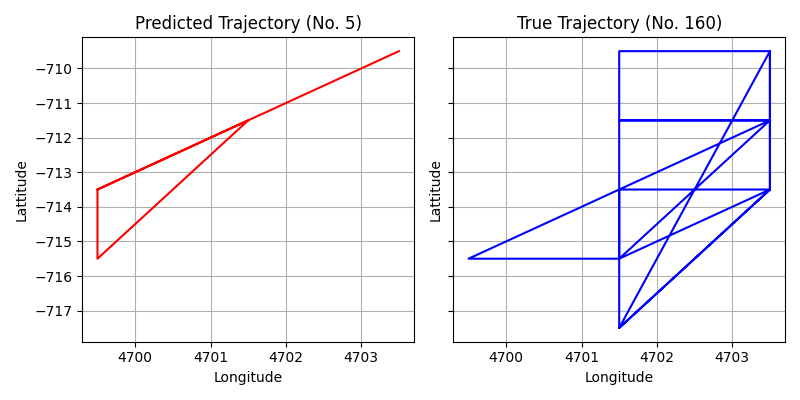 Predicted Trajectory (No. 5)
True Trajectory (No. 160)
Lattitude
−710
−711
−712
−713
−714
−715
−716
−717
4700
4701
4702
4703
Longitude
Lattitude
4700
4701
4702
4703
Longitude